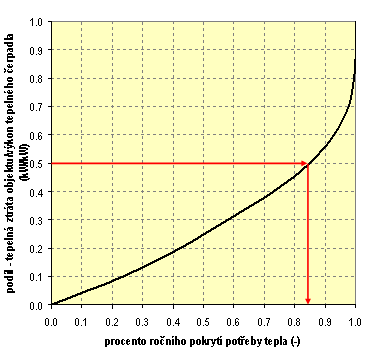 podíl - tepelná ztráta objektu/výkon tepelného čerpadla
(kW/kW)
1.0
0.9
0.8
0.7
0.6
0.5
0.4
0.3
0.2
0.1
0.0
0.0 0.1 0.2 0.3 0.4 0.5 0.6 0.7 0.8 0.9 1.0
procento ročního pokrytí potřeby tepla (-)